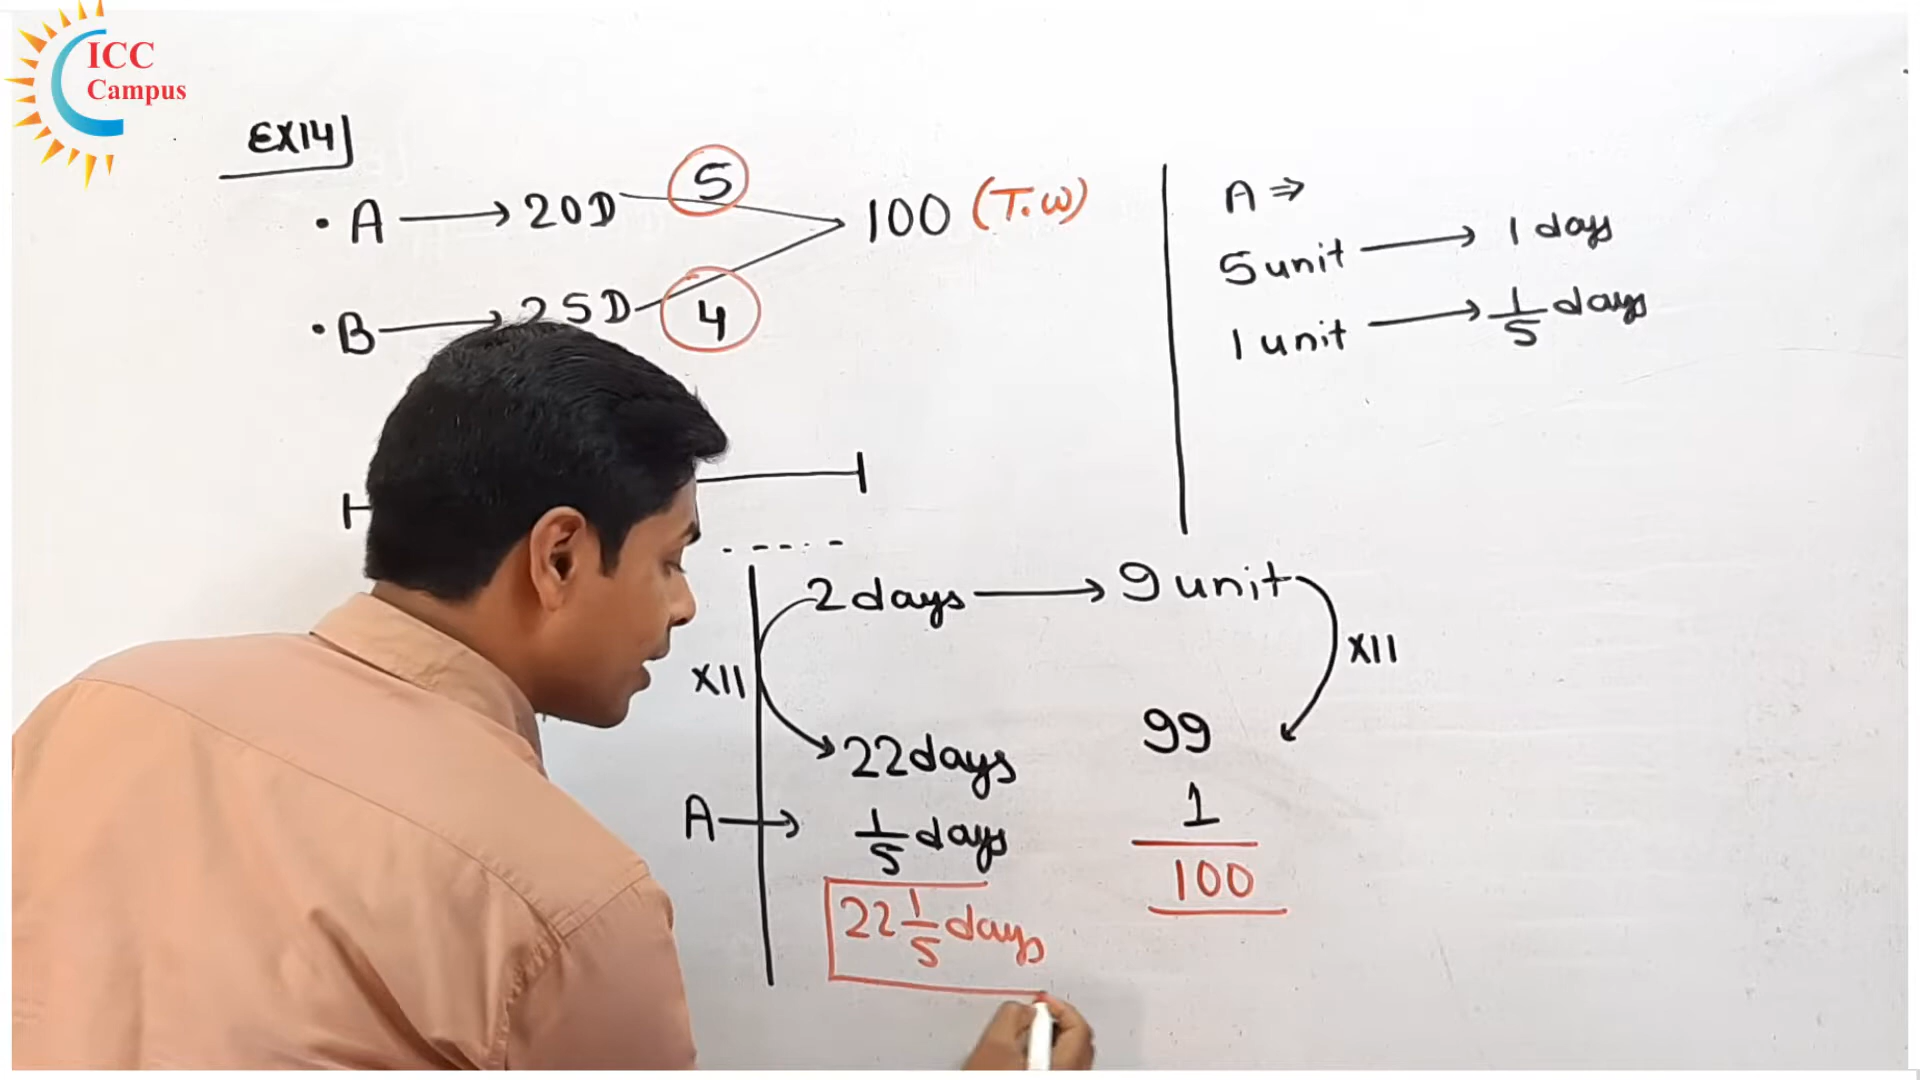 ICC
Campus
EX14
• A → 20D 5 100 (T.W)
• B → 25D 4
A ⇒
5 unit → 1 days
1 unit → 1/5 days
2 days → 9 unit
X11 X11
22 days 99
A → 1/5 days 1
100
22 1/5 days